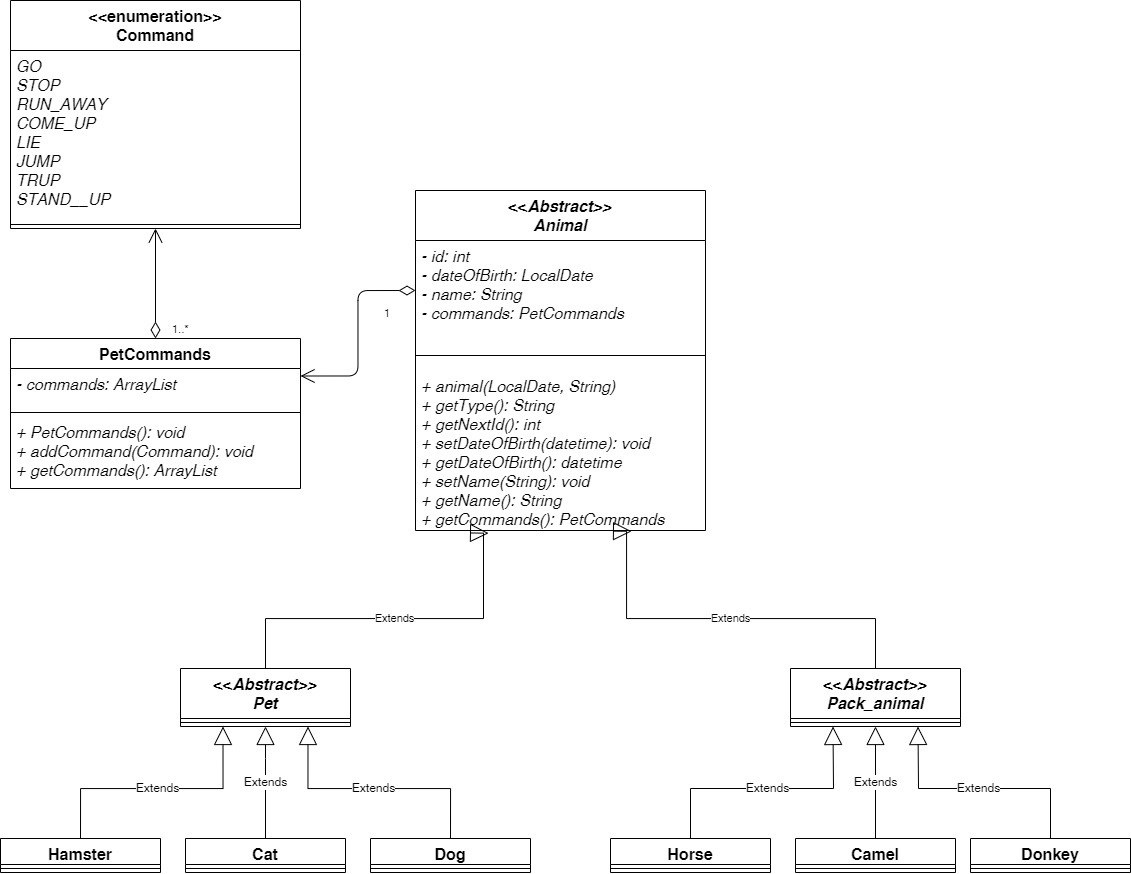 <<enumeration>>
Command
GO
STOP
RUN_AWAY
COME_UP
LIE
JUMP
TRUP
STAND__UP
1..*
PetCommands
- commands: ArrayList
+ PetCommands(): void
+ addCommand(Command): void
+ getCommands(): ArrayList
<<Abstract>>
Animal
- id: int
- dateOfBirth: LocalDate
- name: String
- commands: PetCommands
1
+ animal(LocalDate, String)
+ getType(): String
+ getNextId(): int
+ setDateOfBirth(datetime): void
+ getDateOfBirth(): datetime
+ setName(String): void
+ getName(): String
+ getCommands(): PetCommands
Extends
Extends
<<Abstract>>
Pet
<<Abstract>>
Pack_animal
Extends
Extends
Extends
Extends
Extends
Extends
Hamster
Cat
Dog
Horse
Camel
Donkey